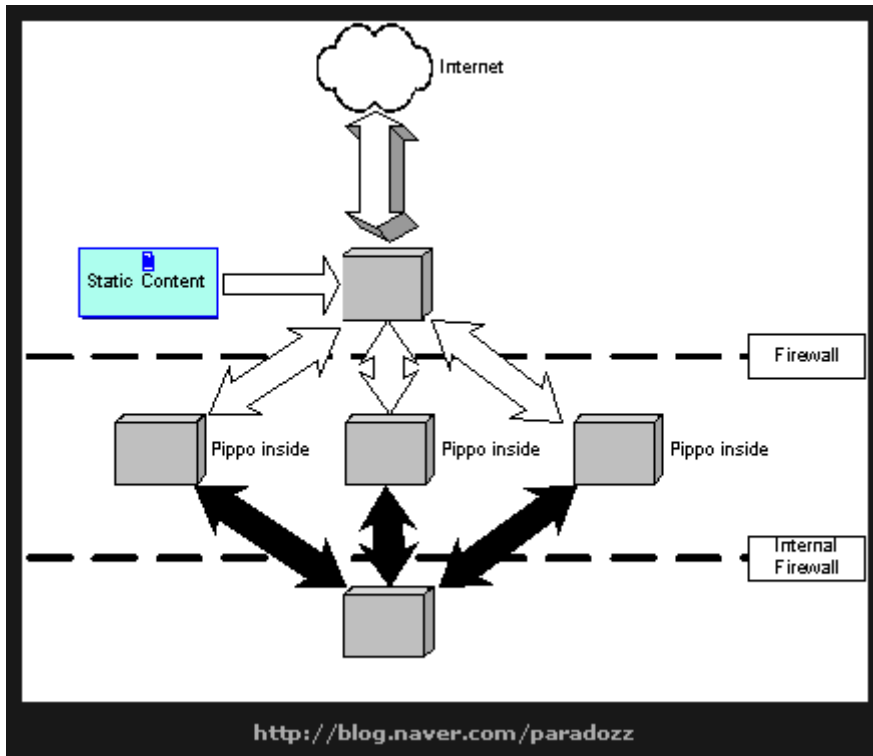 Internet
Static Content
Firewall
Pippo inside
Pippo inside
Pippo inside
Internal
Firewall
http://blog.naver.com/paradozz